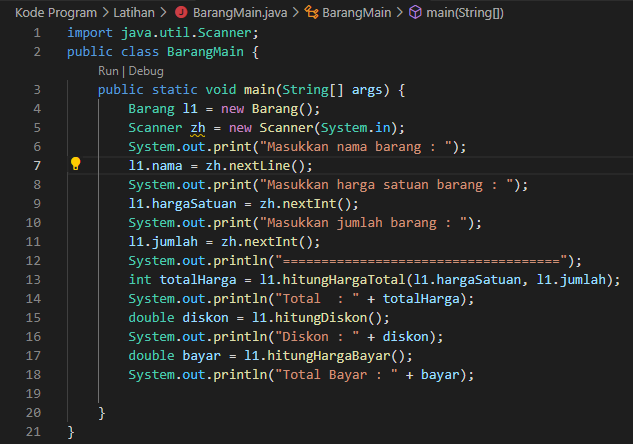 Kode Program > Latihan > BarangMain.java > BarangMain > main(String[])
1 import java.util.Scanner;
2 public class BarangMain {
Run | Debug
3 public static void main(String[] args) {
4 Barang l1 = new Barang();
5 Scanner zh = new Scanner(System.in);
6 System.out.print("Masukkan nama barang : ");
7 l1.nama = zh.nextLine();
8 System.out.print("Masukkan harga satuan barang : ");
9 l1.hargaSatuan = zh.nextInt();
10 System.out.print("Masukkan jumlah barang : ");
11 l1.jumlah = zh.nextInt();
12 System.out.println("====================================");
13 int totalHarga = l1.hitungHargaTotal(l1.hargaSatuan, l1.jumlah);
14 System.out.println("Total  : " + totalHarga);
15 double diskon = l1.hitungDiskon();
16 System.out.println("Diskon : " + diskon);
17 double bayar = l1.hitungHargaBayar();
18 System.out.println("Total Bayar : " + bayar);
19
20 }
21 }